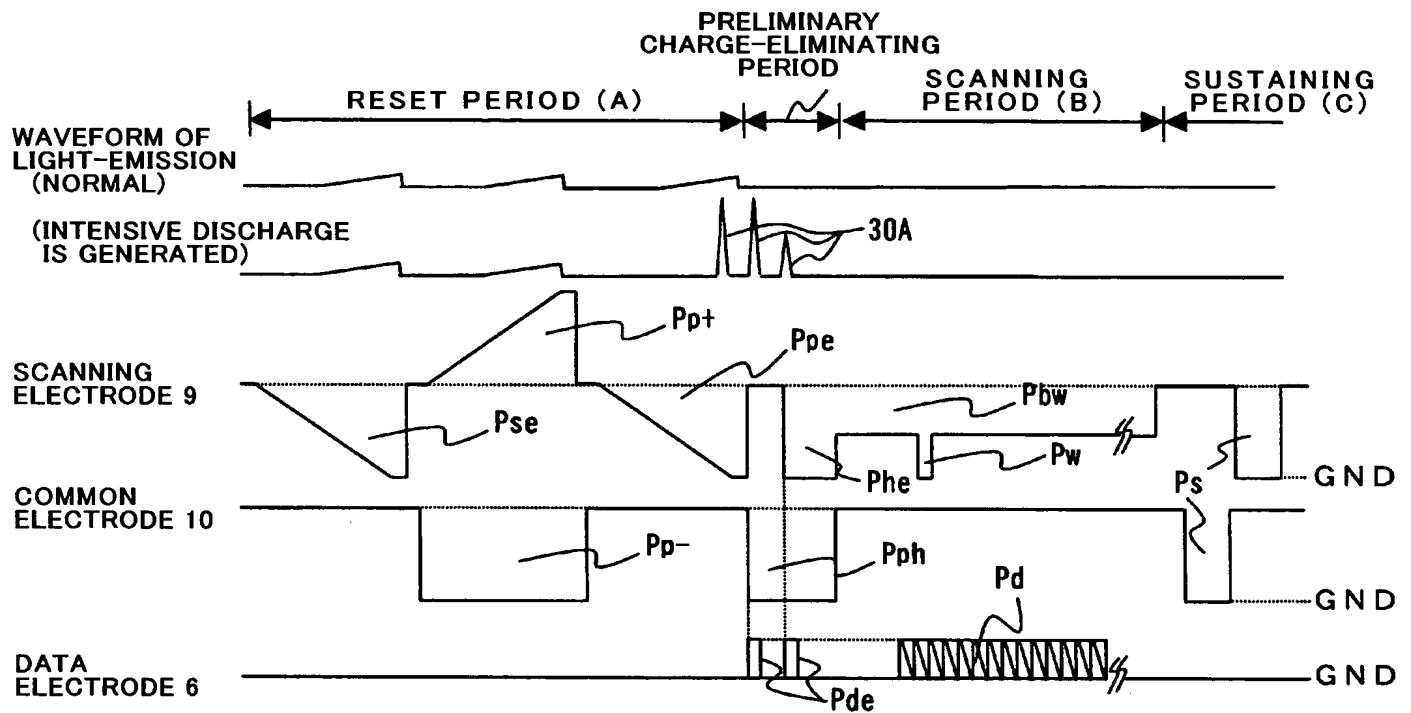 PRELIMINARY
CHARGE-ELIMINATING
PERIOD
RESET PERIOD (A)
SCANNING
PERIOD (B)
SUSTAINING
PERIOD (C)
WAVEFORM OF
LIGHT-EMISSION
(NORMAL)
(INTENSIVE DISCHARGE
IS GENERATED)
30A
Pp+
Ppe
SCANNING
ELECTRODE 9
Pse
Pbw
Pw
Phe
Ps
GND
COMMON
ELECTRODE 10
Pp-
Pph
Pd
GND
DATA
ELECTRODE 6
Pde
GND